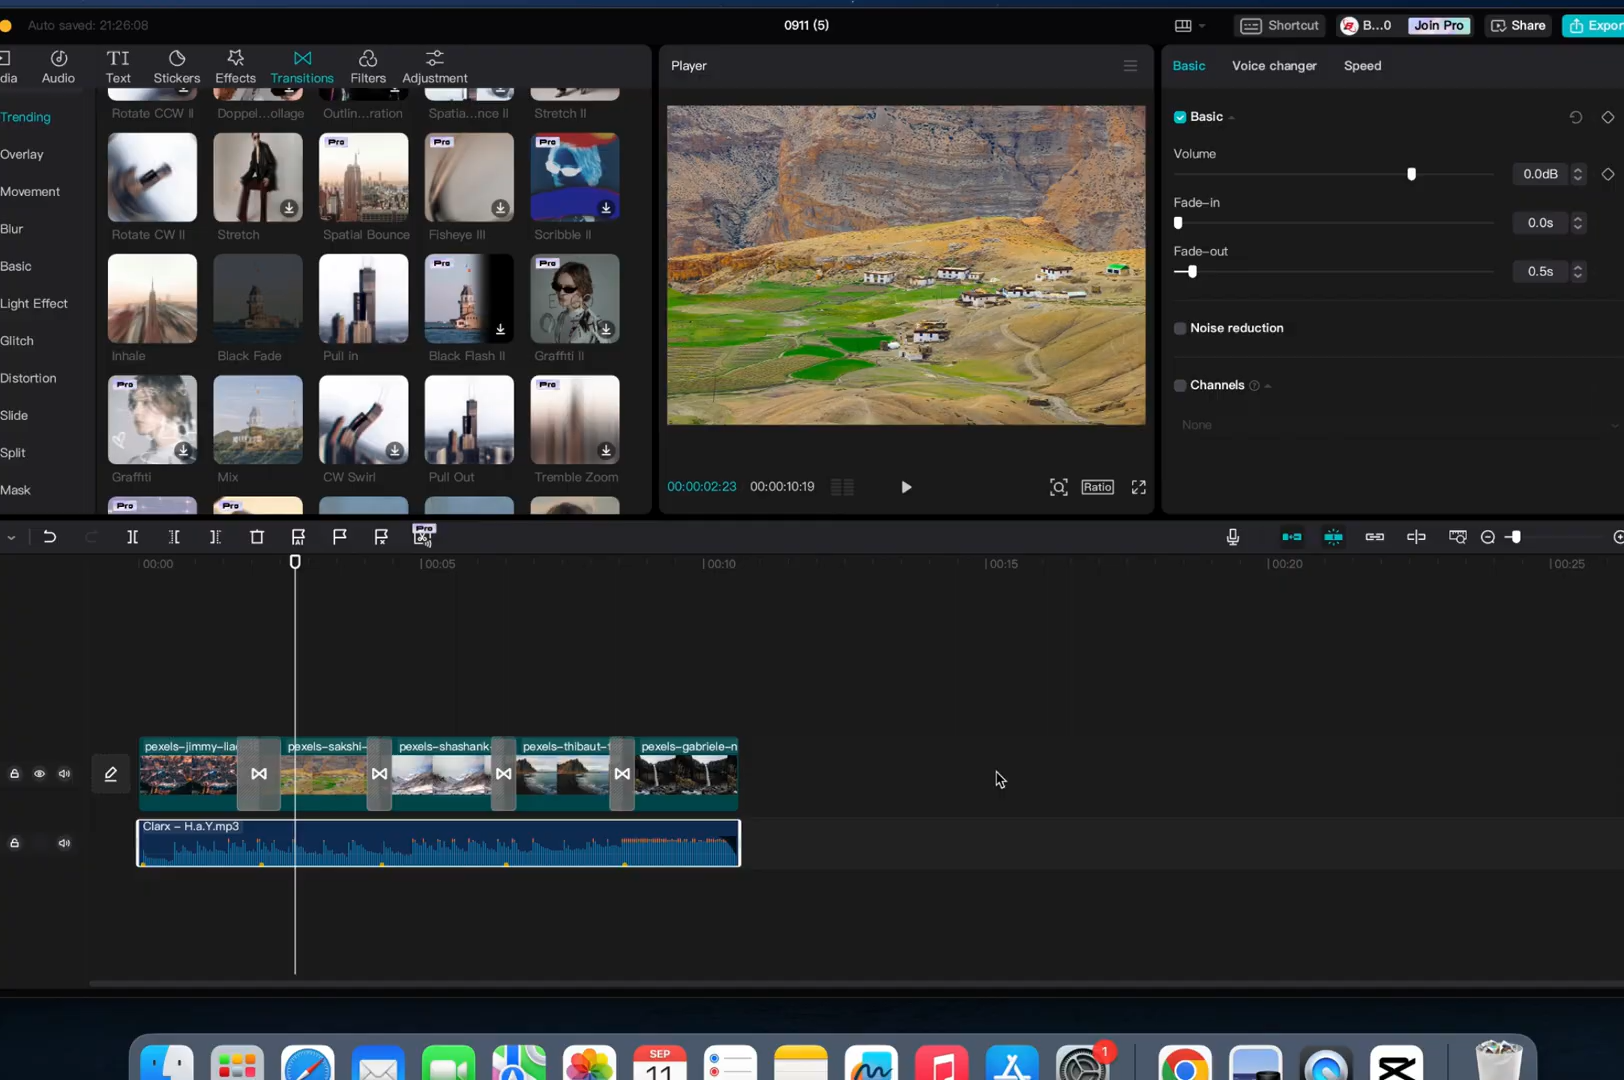 Auto saved: 21:26:08
0911 (5)
Shortcut
B...0
Join Pro
Share
Expor
dia
Audio
Text
Stickers
Effects
Transitions
Filters
Adjustment
Trending
Overlay
Movement
Blur
Basic
Light Effect
Glitch
Distortion
Slide
Split
Mask
Rotate CCW II
Doppel...ollage
Outlin...ration
Spatia...nce II
Stretch II
Pro
Pro
Pro
Rotate CW II
Stretch
Spatial Bounce
Fisheye III
Scribble II
Pro
Pro
Inhale
Black Fade
Pull in
Black Flash II
Graffiti II
Pro
Pro
Graffiti
Mix
CW Swirl
Pull Out
Tremble Zoom
Pro
Pro
Player
00:00:02:23
00:00:10:19
Ratio
Basic
Voice changer
Speed
Basic
Volume
0.0dB
Fade-in
0.0s
Fade-out
0.5s
Noise reduction
Channels
None
Pro
00:00
00:05
00:10
00:15
00:20
00:25
pexels-jimmy-lia
pexels-sakshi-
pexels-shashank-
pexels-thibaut-
pexels-gabriele-n
Clarx – H.a.Y.mp3
SEP
11
1